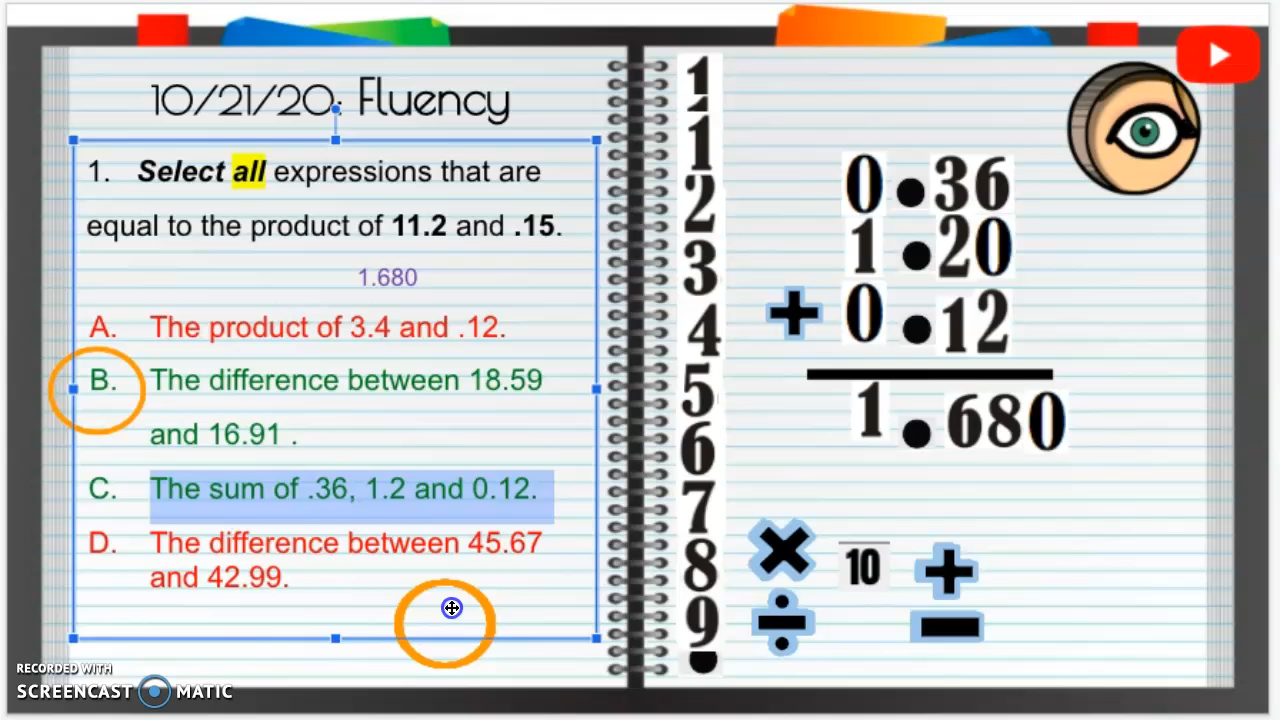 10/21/20: Fluency
1. Select all expressions that are
equal to the product of 11.2 and .15.
1.680
A. The product of 3.4 and .12.
B. The difference between 18.59
and 16.91 .
C. The sum of .36, 1.2 and 0.12.
D. The difference between 45.67
and 42.99.
1
1
2
3
4
5
6
7
8
9
.
0.36
1.20
+ 0.12
1.680
× 10 +
÷ −
RECORDED WITH
SCREENCAST MATIC